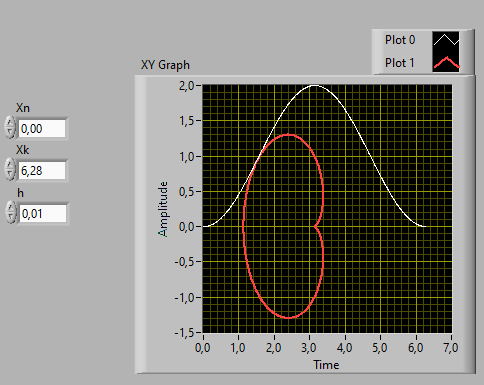 Plot 0
Plot 1
XY Graph
Xn
0,00
Xk
6,28
h
0,01
Amplitude
2,0
1,5
1,0
0,5
0,0
-0,5
-1,0
-1,5
0,0 1,0 2,0 3,0 4,0 5,0 6,0 7,0
Time